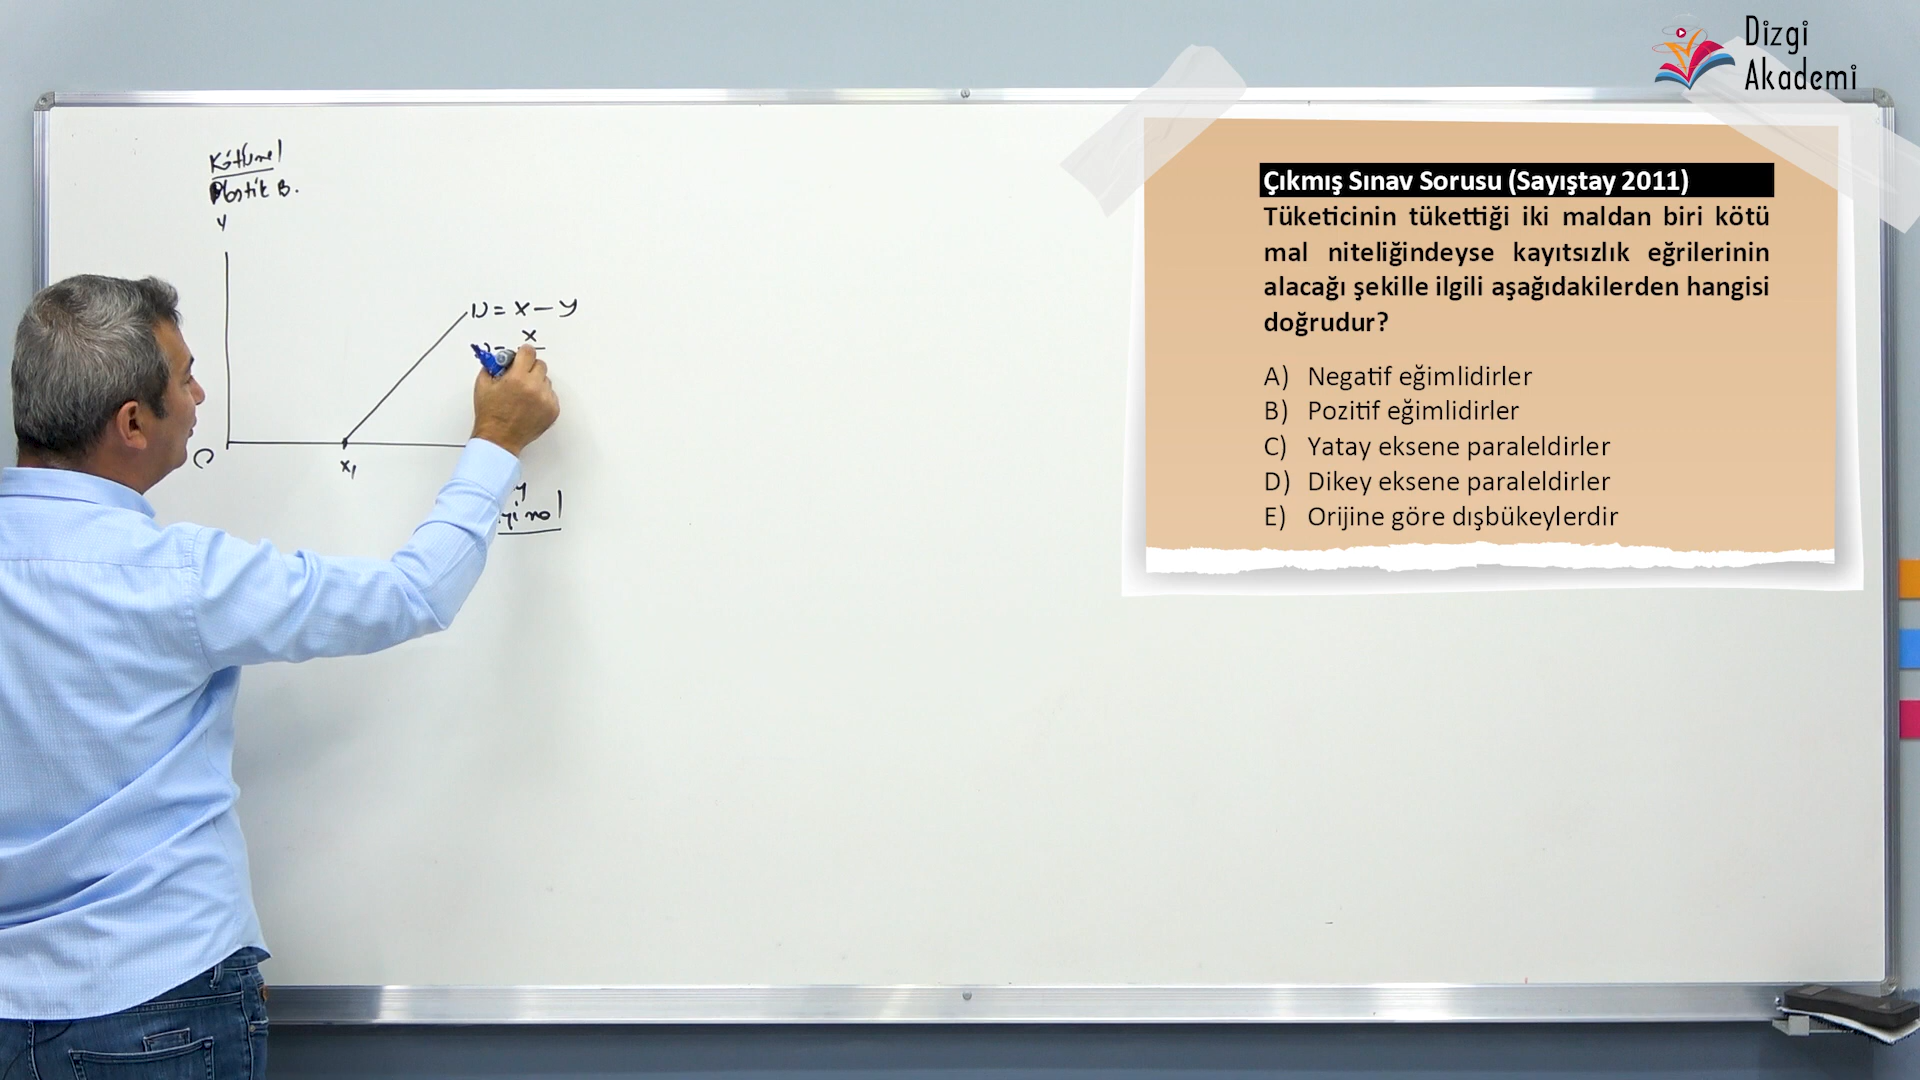 Dizgi
Akademi
Kötü mal
Plastik B.
y
U = x – y
x
O
x₁
Çıkmış Sınav Sorusu (Sayıştay 2011)
Tüketicinin tükettiği iki maldan biri kötü
mal niteliğindeyse kayıtsızlık eğrilerinin
alacağı şekille ilgili aşağıdakilerden hangisi
doğrudur?
A) Negatif eğimlidirler
B) Pozitif eğimlidirler
C) Yatay eksene paraleldirler
D) Dikey eksene paraleldirler
E) Orijine göre dışbükeylerdir